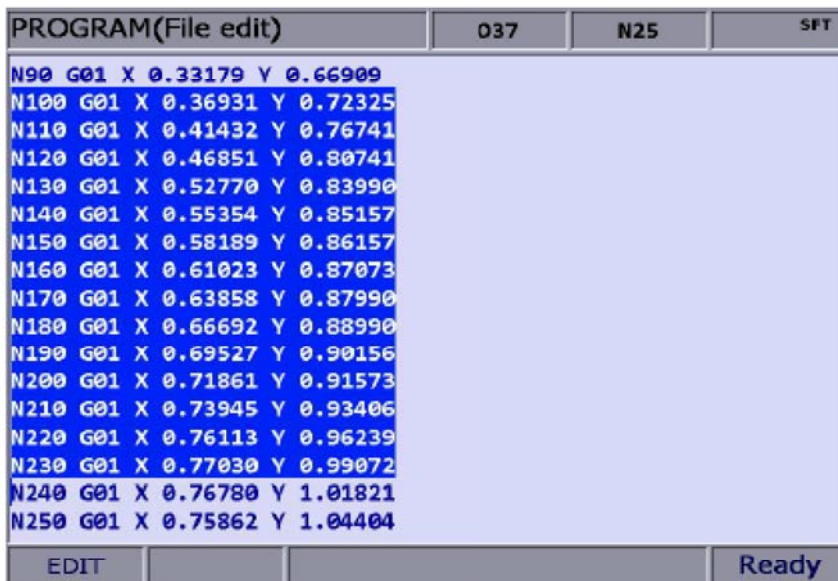 PROGRAM(File edit) O37 N25 SFT
N90 G01 X 0.33179 Y 0.66909
N100 G01 X 0.36931 Y 0.72325
N110 G01 X 0.41432 Y 0.76741
N120 G01 X 0.46851 Y 0.80741
N130 G01 X 0.52770 Y 0.83990
N140 G01 X 0.55354 Y 0.85157
N150 G01 X 0.58189 Y 0.86157
N160 G01 X 0.61023 Y 0.87073
N170 G01 X 0.63858 Y 0.87990
N180 G01 X 0.66692 Y 0.88990
N190 G01 X 0.69527 Y 0.90156
N200 G01 X 0.71861 Y 0.91573
N210 G01 X 0.73945 Y 0.93406
N220 G01 X 0.76113 Y 0.96239
N230 G01 X 0.77030 Y 0.99072
N240 G01 X 0.76780 Y 1.01821
N250 G01 X 0.75862 Y 1.04404
EDIT Ready